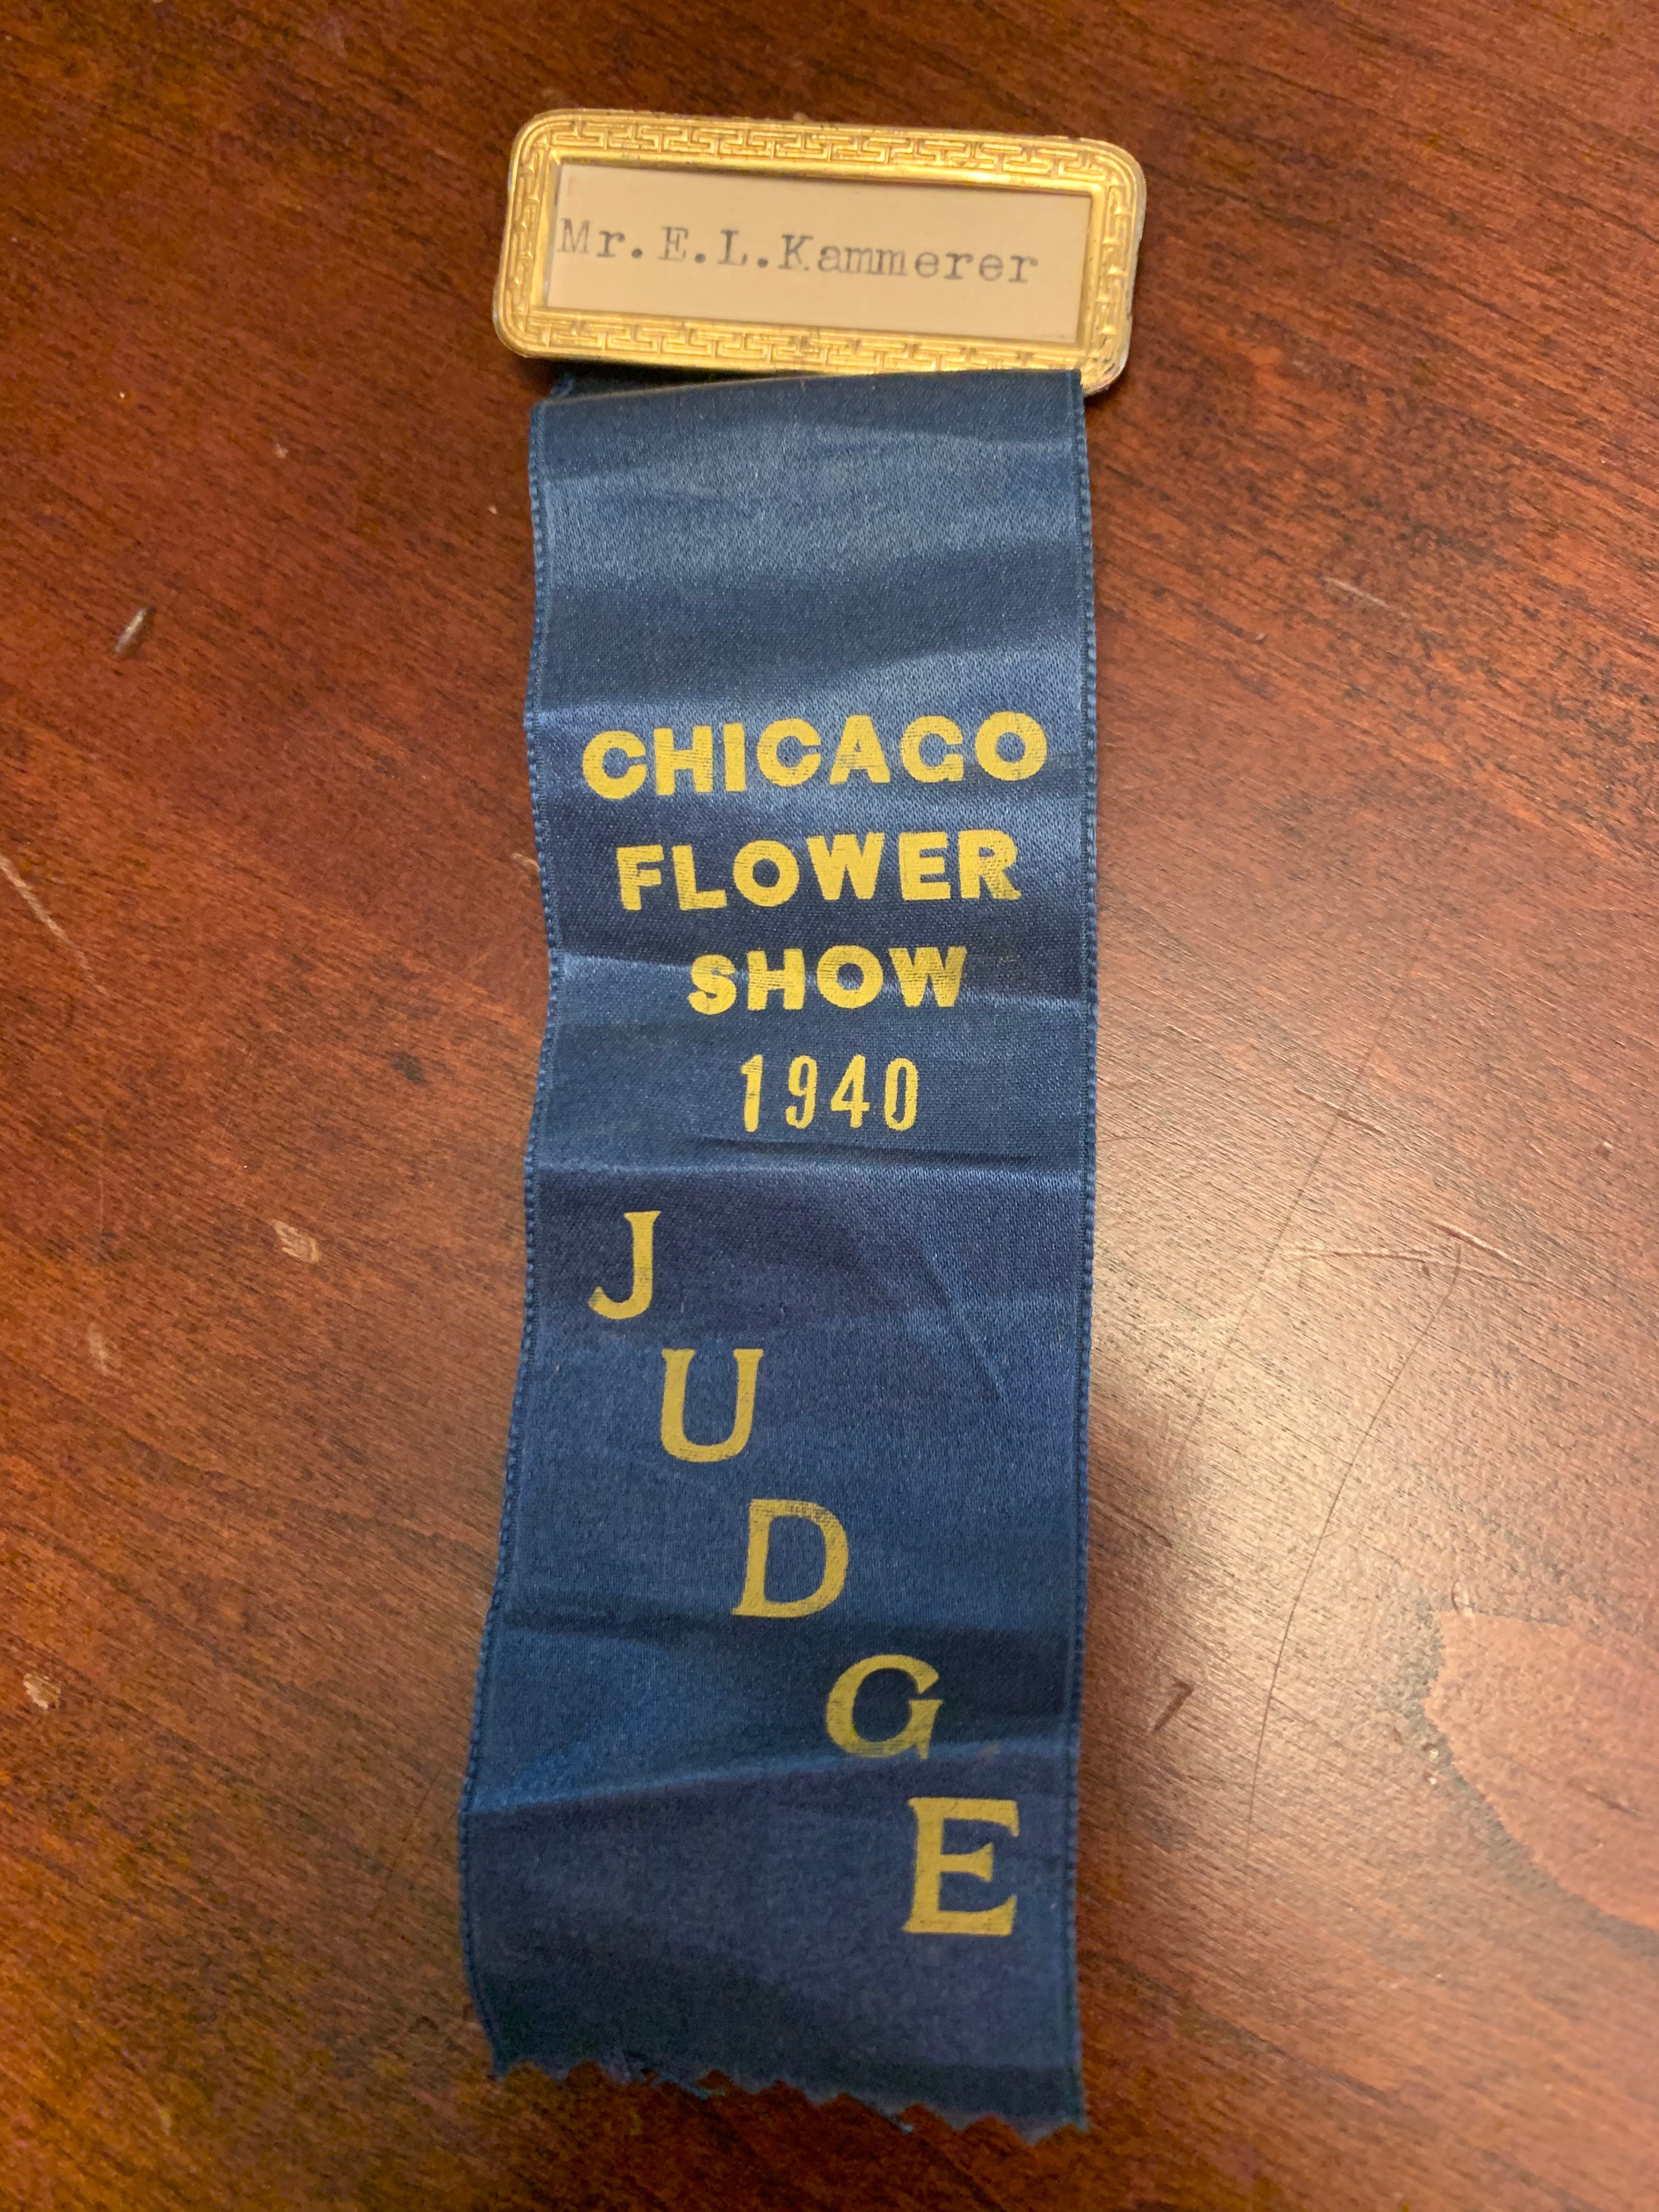 Mr.E.L.Kammerer
CHICAGO
FLOWER
SHOW
1940
J
U
D
G
E